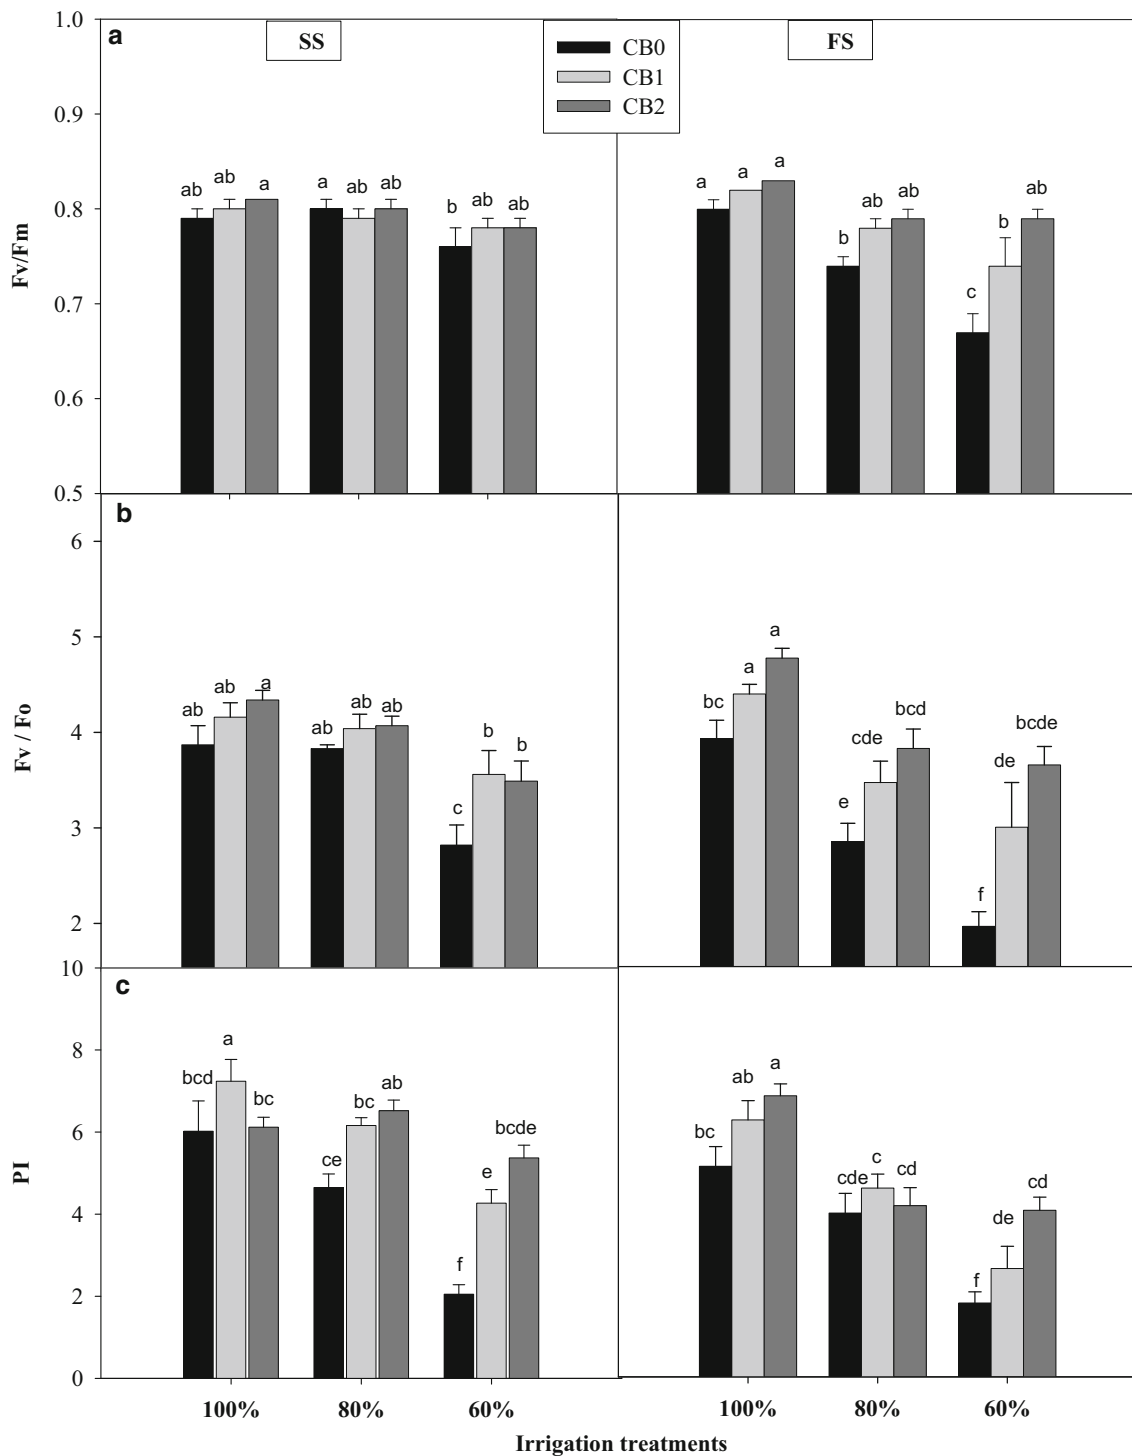 a
SS
CB0
CB1
CB2
FS
1.0
0.9
0.8
0.7
0.6
0.5
Fv/Fm
ab ab a
a ab ab
b ab ab
a a a
b ab ab
c b ab
b
6
5
4
3
2
Fv / Fo
ab ab a
ab ab ab
c b b
bc a a
e cde bcd
f de bcde
c
10
8
6
4
2
0
PI
bcd a bc
ce bc ab
f e bcde
bc ab a
cde c cd
f de cd
100% 80% 60% 100% 80% 60%
Irrigation treatments